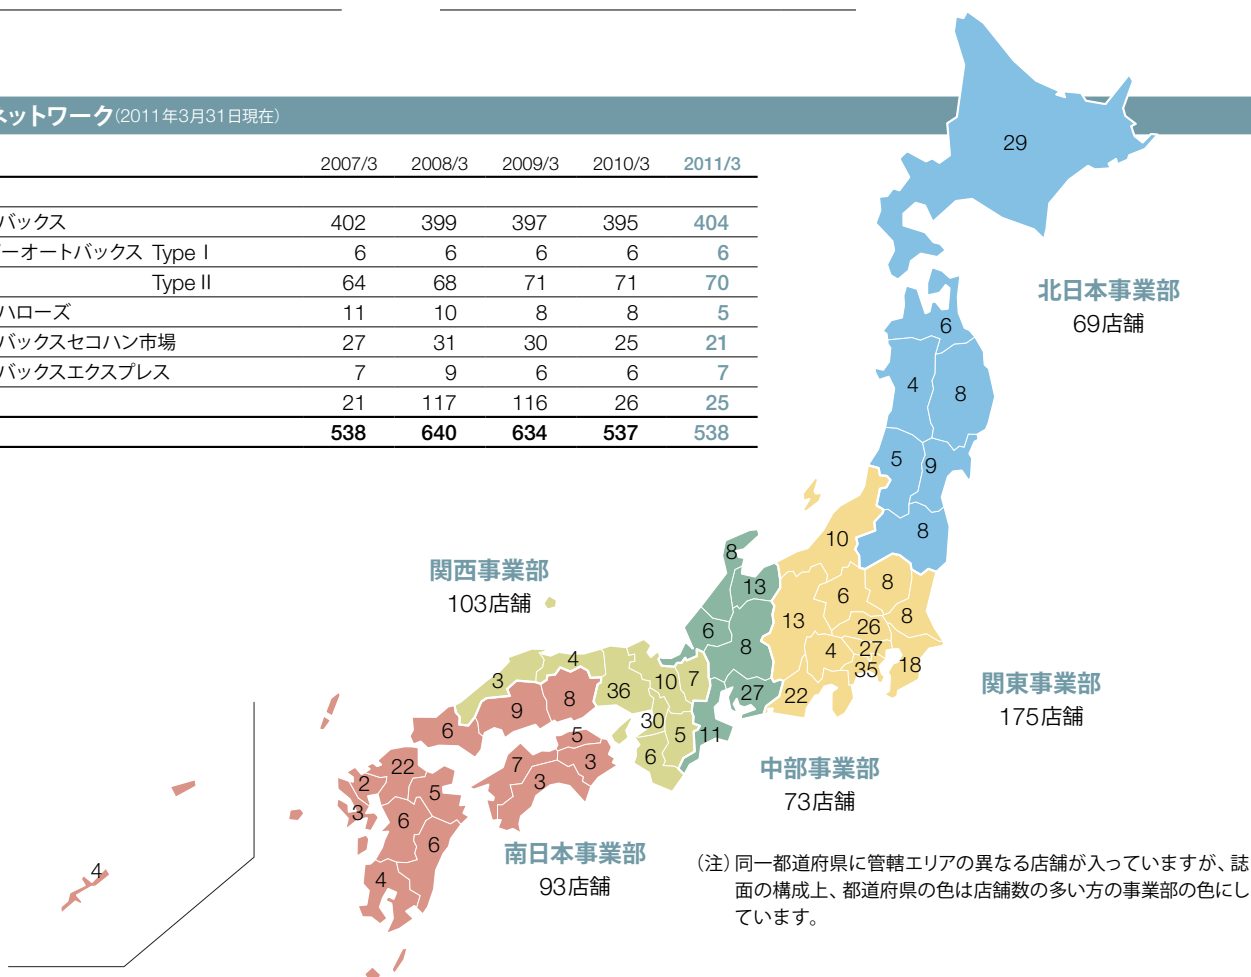 ネットワーク(2011年3月31日現在)
2007/3 2008/3 2009/3 2010/3 2011/3
バックス 402 399 397 395 404
ーオートバックス Type I 6 6 6 6 6
Type II 64 68 71 71 70
ハローズ 11 10 8 8 5
バックスセコハン市場 27 31 30 25 21
バックスエクスプレス 7 9 6 6 7
21 117 116 26 25
538 640 634 537 538
29
北日本事業部
69店舗
6
4 8
5 9
8
関西事業部
103店舗
10
8
13
8
6
8
13
26
6
8
4
27
35
18
22
27
11
関東事業部
175店舗
中部事業部
73店舗
4
3
36
10
7
30
5
6
8
9
6
5
7
3
3
22
2
3
5
6
6
4
4
南日本事業部
93店舗
(注)同一都道府県に管轄エリアの異なる店舗が入っていますが、誌
面の構成上、都道府県の色は店舗数の多い方の事業部の色にし
ています。